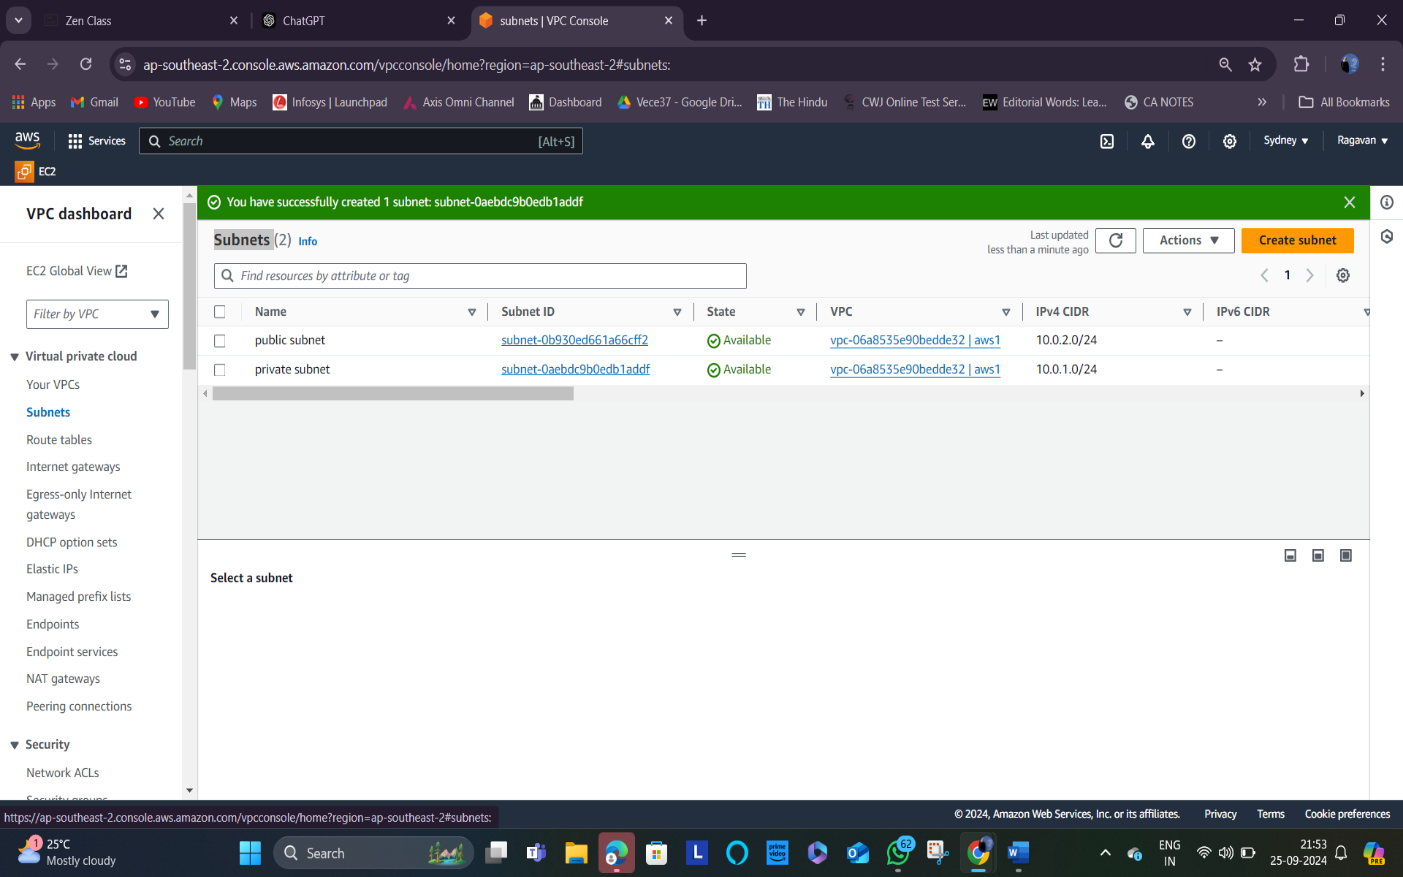 Zen Class
ChatGPT
subnets | VPC Console
ap-southeast-2.console.aws.amazon.com/vpcconsole/home?region=ap-southeast-2#subnets:
Apps
Gmail
YouTube
Maps
Infosys | Launchpad
Axis Omni Channel
Dashboard
Vece37 - Google Dri...
The Hindu
CWJ Online Test Ser...
Editorial Words: Lea...
CA NOTES
All Bookmarks
aws
Services
Search
[Alt+S]
Sydney
Ragavan
EC2
VPC dashboard
EC2 Global View
Filter by VPC
Virtual private cloud
Your VPCs
Subnets
Route tables
Internet gateways
Egress-only Internet
gateways
DHCP option sets
Elastic IPs
Managed prefix lists
Endpoints
Endpoint services
NAT gateways
Peering connections
Security
Network ACLs
Security groups
You have successfully created 1 subnet: subnet-0aebdc9b0edb1addf
Subnets (2) Info
Last updated
less than a minute ago
Actions
Create subnet
Find resources by attribute or tag
1
Name Subnet ID State VPC IPv4 CIDR IPv6 CIDR
public subnet subnet-0b930ed661a66cff2 Available vpc-06a8535e90bedde32 | aws1 10.0.2.0/24 –
private subnet subnet-0aebdc9b0edb1addf Available vpc-06a8535e90bedde32 | aws1 10.0.1.0/24 –
Select a subnet
https://ap-southeast-2.console.aws.amazon.com/vpcconsole/home?region=ap-southeast-2#subnets:
© 2024, Amazon Web Services, Inc. or its affiliates.
Privacy
Terms
Cookie preferences
1
25°C
Mostly cloudy
Search
62
ENG
IN
21:53
25-09-2024